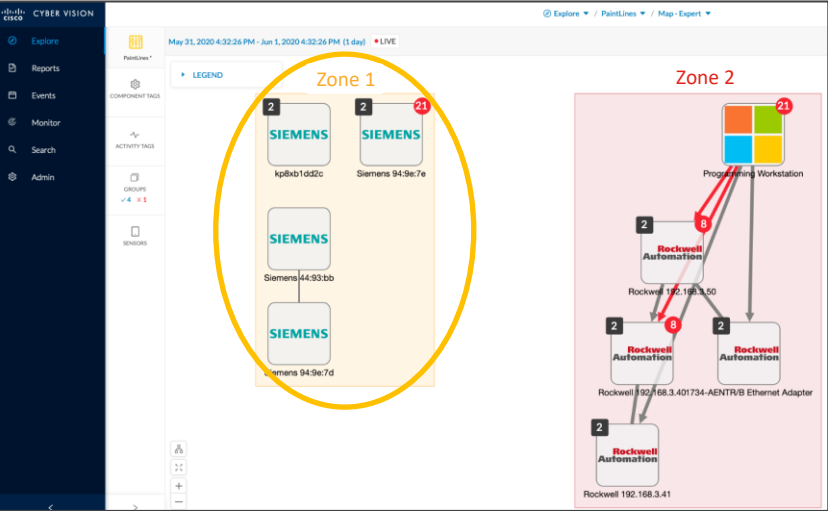 cisco CYBER VISION
Explore ▼ / PaintLines ▼ / Map - Expert ▼
Explore
Reports
Events
Monitor
Search
Admin
PaintLines *
COMPONENT TAGS
ACTIVITY TAGS
GROUPS
✓ 4 × 1
SENSORS
May 31, 2020 4:32:26 PM - Jun 1, 2020 4:32:26 PM (1 day) • LIVE
LEGEND
Zone 1
2
SIEMENS
kp8xb1dd2c
2
21
SIEMENS
Siemens 94:9e:7e
SIEMENS
Siemens 44:93:bb
SIEMENS
Siemens 94:9e:7d
Zone 2
21
Programming Workstation
2
8
Rockwell
Automation
Rockwell 192.168.3.50
2
8
Rockwell
Automation
Rockwell 192.168.3.40
2
Rockwell
Automation
1734-AENTR/B Ethernet Adapter
2
Rockwell
Automation
Rockwell 192.168.3.41